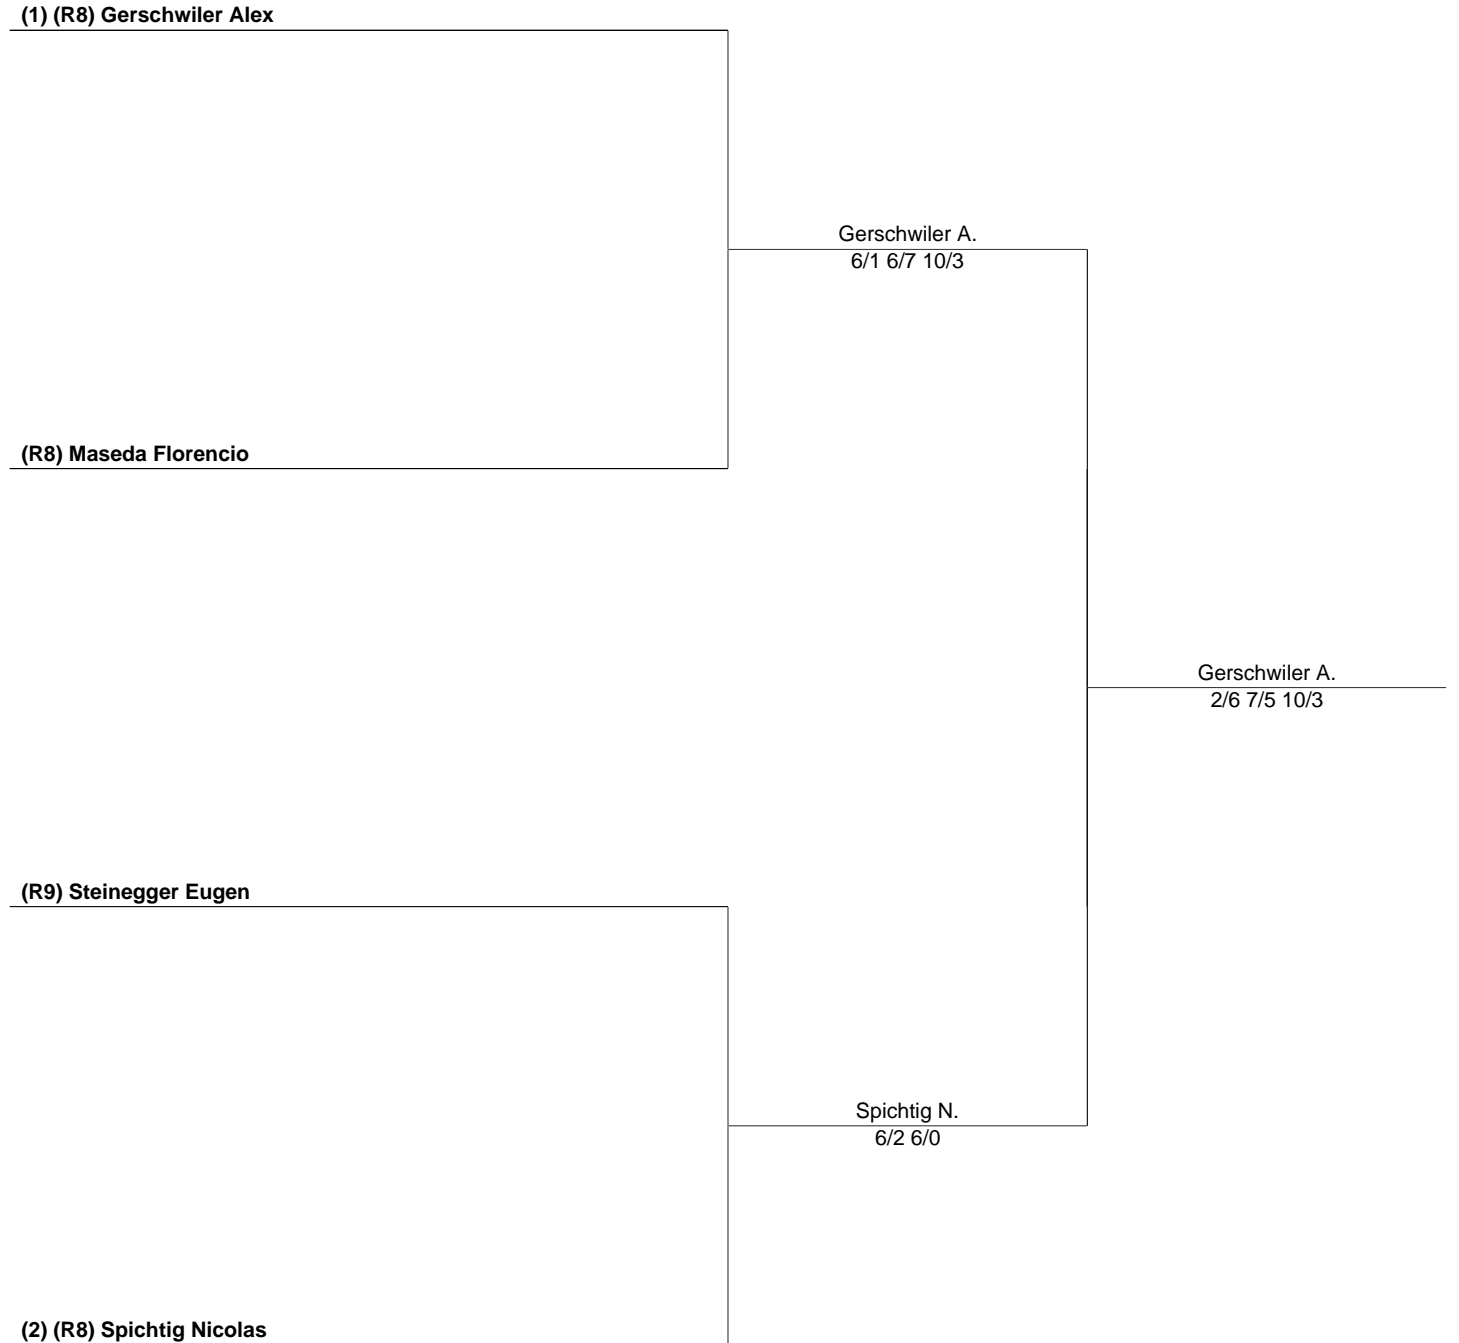 (1) (R8) Gerschwiler Alex
Gerschwiler A.
6/1 6/7 10/3
(R8) Maseda Florencio
Gerschwiler A.
2/6 7/5 10/3
(R9) Steinegger Eugen
Spichtig N.
6/2 6/0
(2) (R8) Spichtig Nicolas